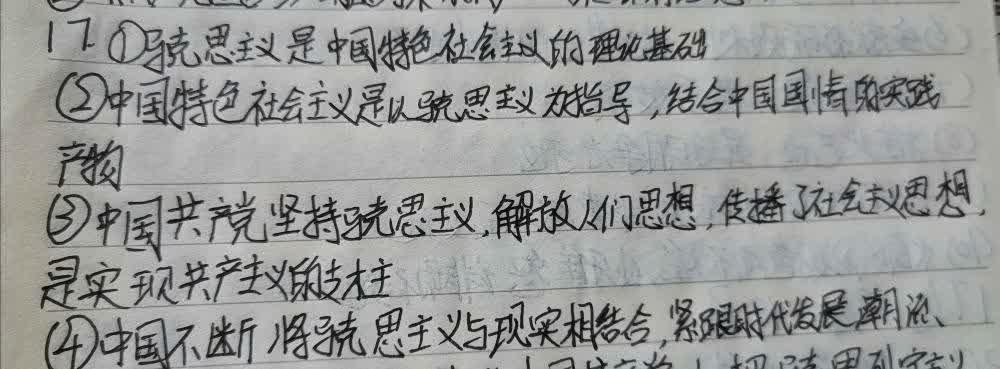 17. ①马克思主义是中国特色社会主义的理论基础
②中国特色社会主义是以马克思主义为指导,结合中国国情的实践
产物
③中国共产党坚持马克思主义,解放人们思想,传播了社会主义思想,
是实现共产主义的支柱
④中国不断将马克思主义与现实相结合,紧跟时代发展潮流、